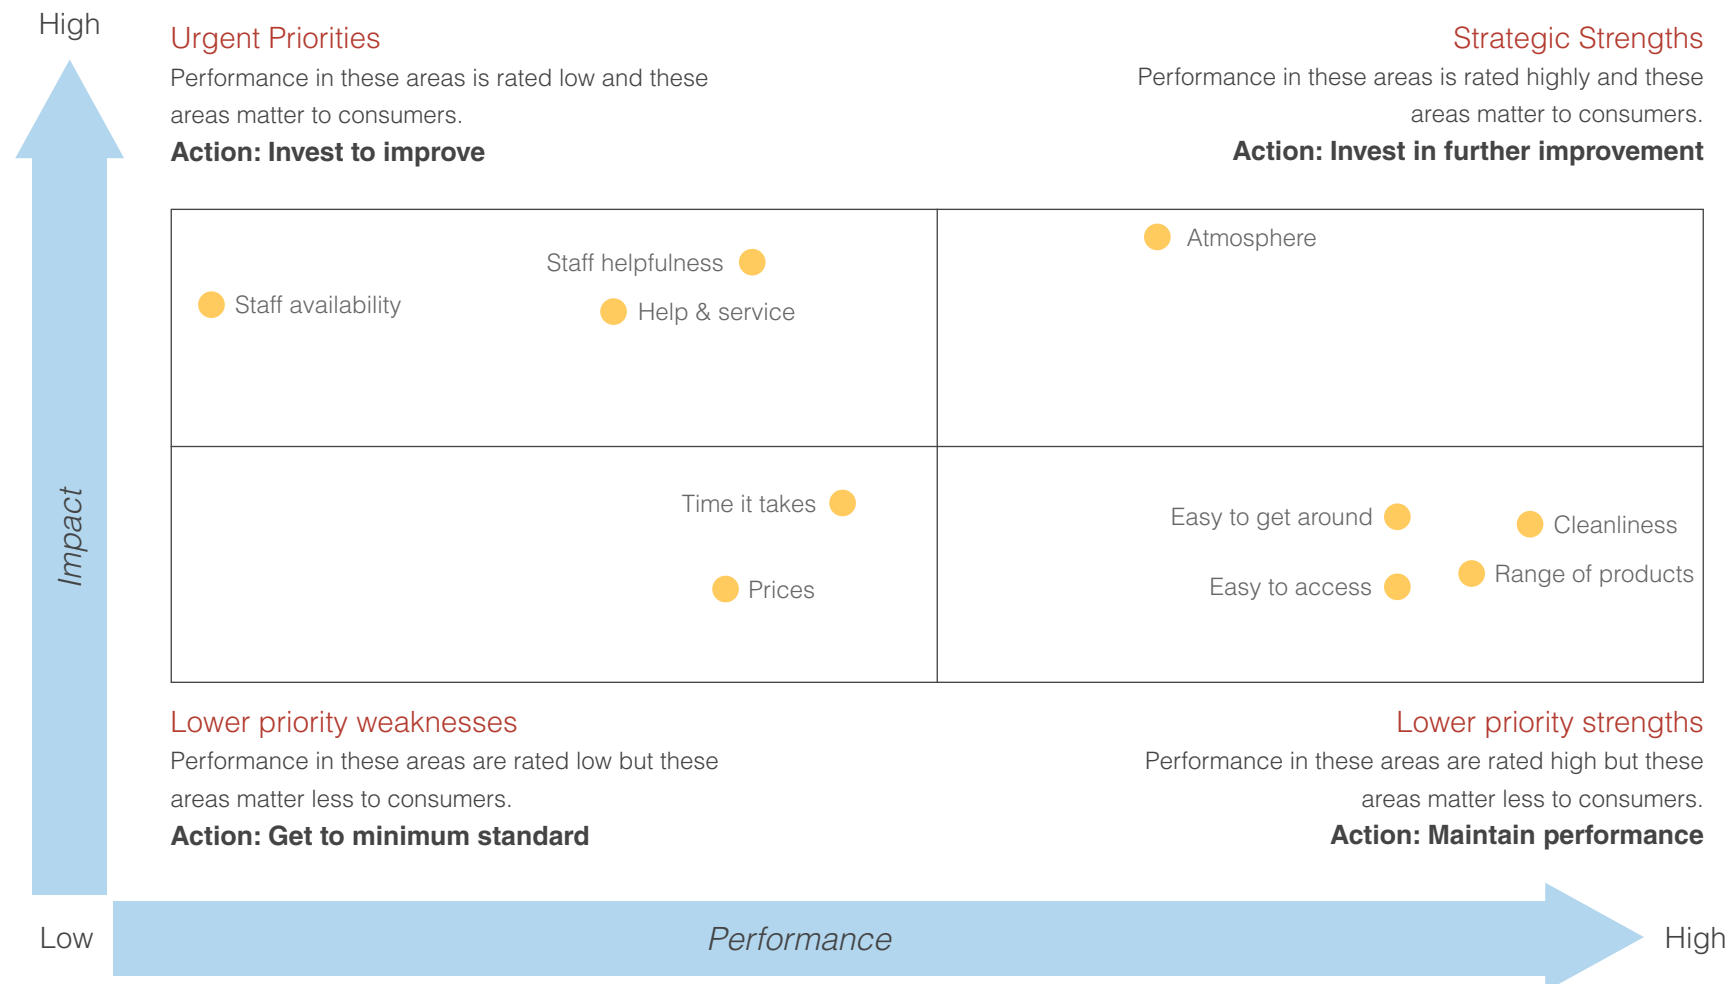 High
Urgent Priorities
Performance in these areas is rated low and these
areas matter to consumers.
Action: Invest to improve
Strategic Strengths
Performance in these areas is rated highly and these
areas matter to consumers.
Action: Invest in further improvement
Atmosphere
Staff helpfulness
Staff availability
Help & service
Impact
Time it takes
Easy to get around
Cleanliness
Range of products
Easy to access
Prices
Lower priority weaknesses
Performance in these areas are rated low but these
areas matter less to consumers.
Action: Get to minimum standard
Lower priority strengths
Performance in these areas are rated high but these
areas matter less to consumers.
Action: Maintain performance
Low
Performance
High